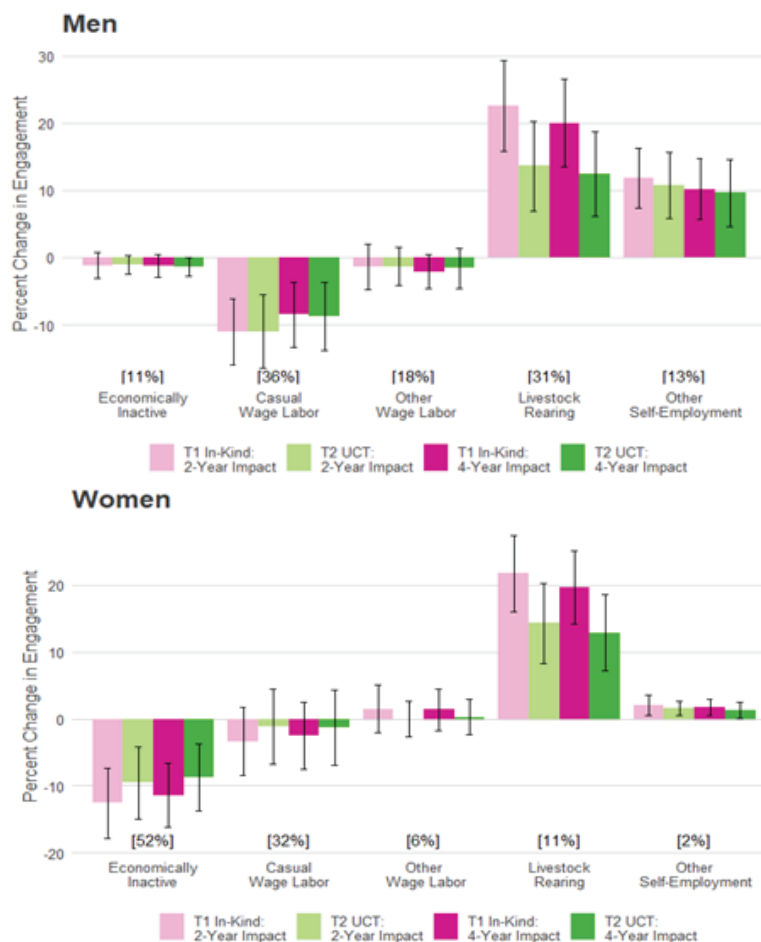 Men
Percent Change in Engagement
30
20
10
0
-10
[11%] [36%] [18%] [31%] [13%]
Economically Inactive
Casual Wage Labor
Other Wage Labor
Livestock Rearing
Other Self-Employment
T1 In-Kind: 2-Year Impact
T2 UCT: 2-Year Impact
T1 In-Kind: 4-Year Impact
T2 UCT: 4-Year Impact
Women
Percent Change in Engagement
20
10
0
-10
-20
[52%] [32%] [6%] [11%] [2%]
Economically Inactive
Casual Wage Labor
Other Wage Labor
Livestock Rearing
Other Self-Employment
T1 In-Kind: 2-Year Impact
T2 UCT: 2-Year Impact
T1 In-Kind: 4-Year Impact
T2 UCT: 4-Year Impact